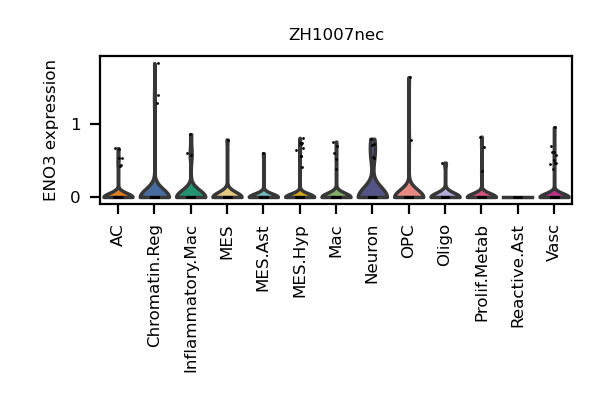 ZH1007nec
ENO3 expression
1
0
AC
Chromatin.Reg
Inflammatory.Mac
MES
MES.Ast
MES.Hyp
Mac
Neuron
OPC
Oligo
Prolif.Metab
Reactive.Ast
Vasc